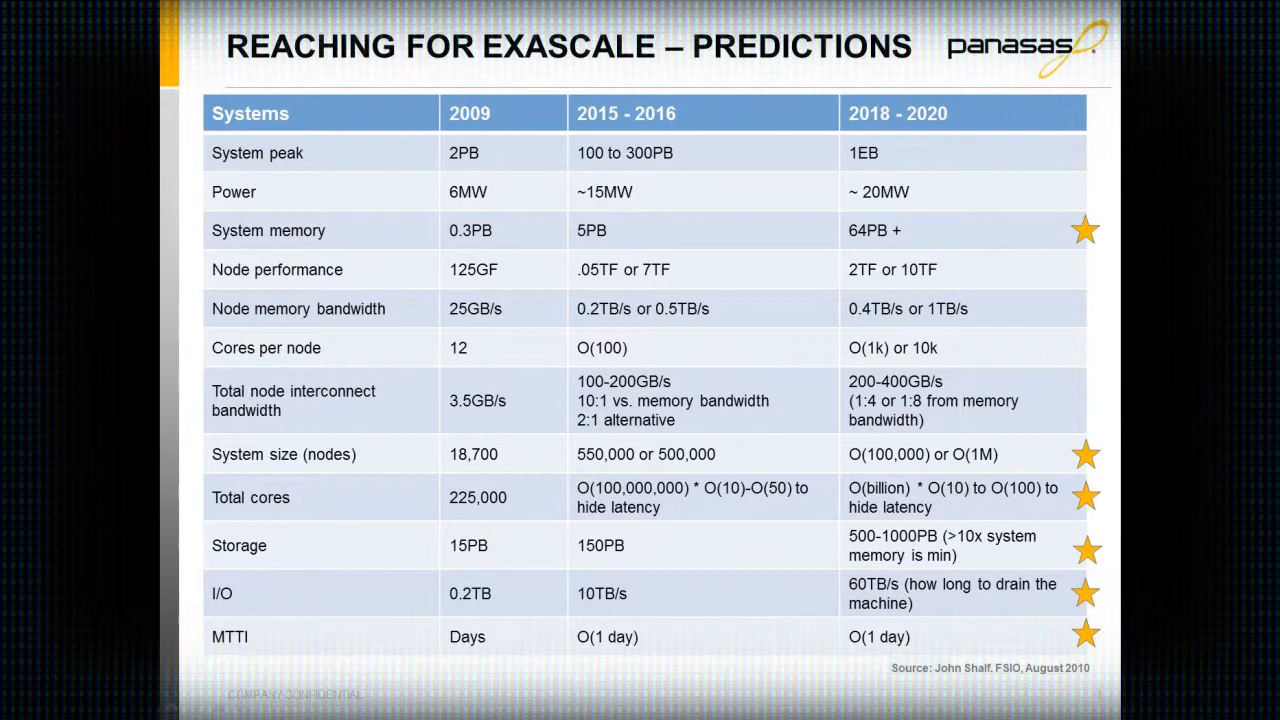 REACHING FOR EXASCALE – PREDICTIONS
panasas
Systems 2009 2015 - 2016 2018 - 2020
System peak 2PB 100 to 300PB 1EB
Power 6MW ~15MW ~ 20MW
System memory 0.3PB 5PB 64PB +
Node performance 125GF .05TF or 7TF 2TF or 10TF
Node memory bandwidth 25GB/s 0.2TB/s or 0.5TB/s 0.4TB/s or 1TB/s
Cores per node 12 O(100) O(1k) or 10k
Total node interconnect
bandwidth
3.5GB/s
100-200GB/s
10:1 vs. memory bandwidth
2:1 alternative
200-400GB/s
(1:4 or 1:8 from memory
bandwidth)
System size (nodes) 18,700 550,000 or 500,000 O(100,000) or O(1M)
Total cores 225,000
O(100,000,000) * O(10)-O(50) to
hide latency
O(billion) * O(10) to O(100) to
hide latency
Storage 15PB 150PB
500-1000PB (>10x system
memory is min)
I/O 0.2TB 10TB/s
60TB/s (how long to drain the
machine)
MTTI Days O(1 day) O(1 day)
Source: John Shalf. FSIO, August 2010
COMPANY CONFIDENTIAL